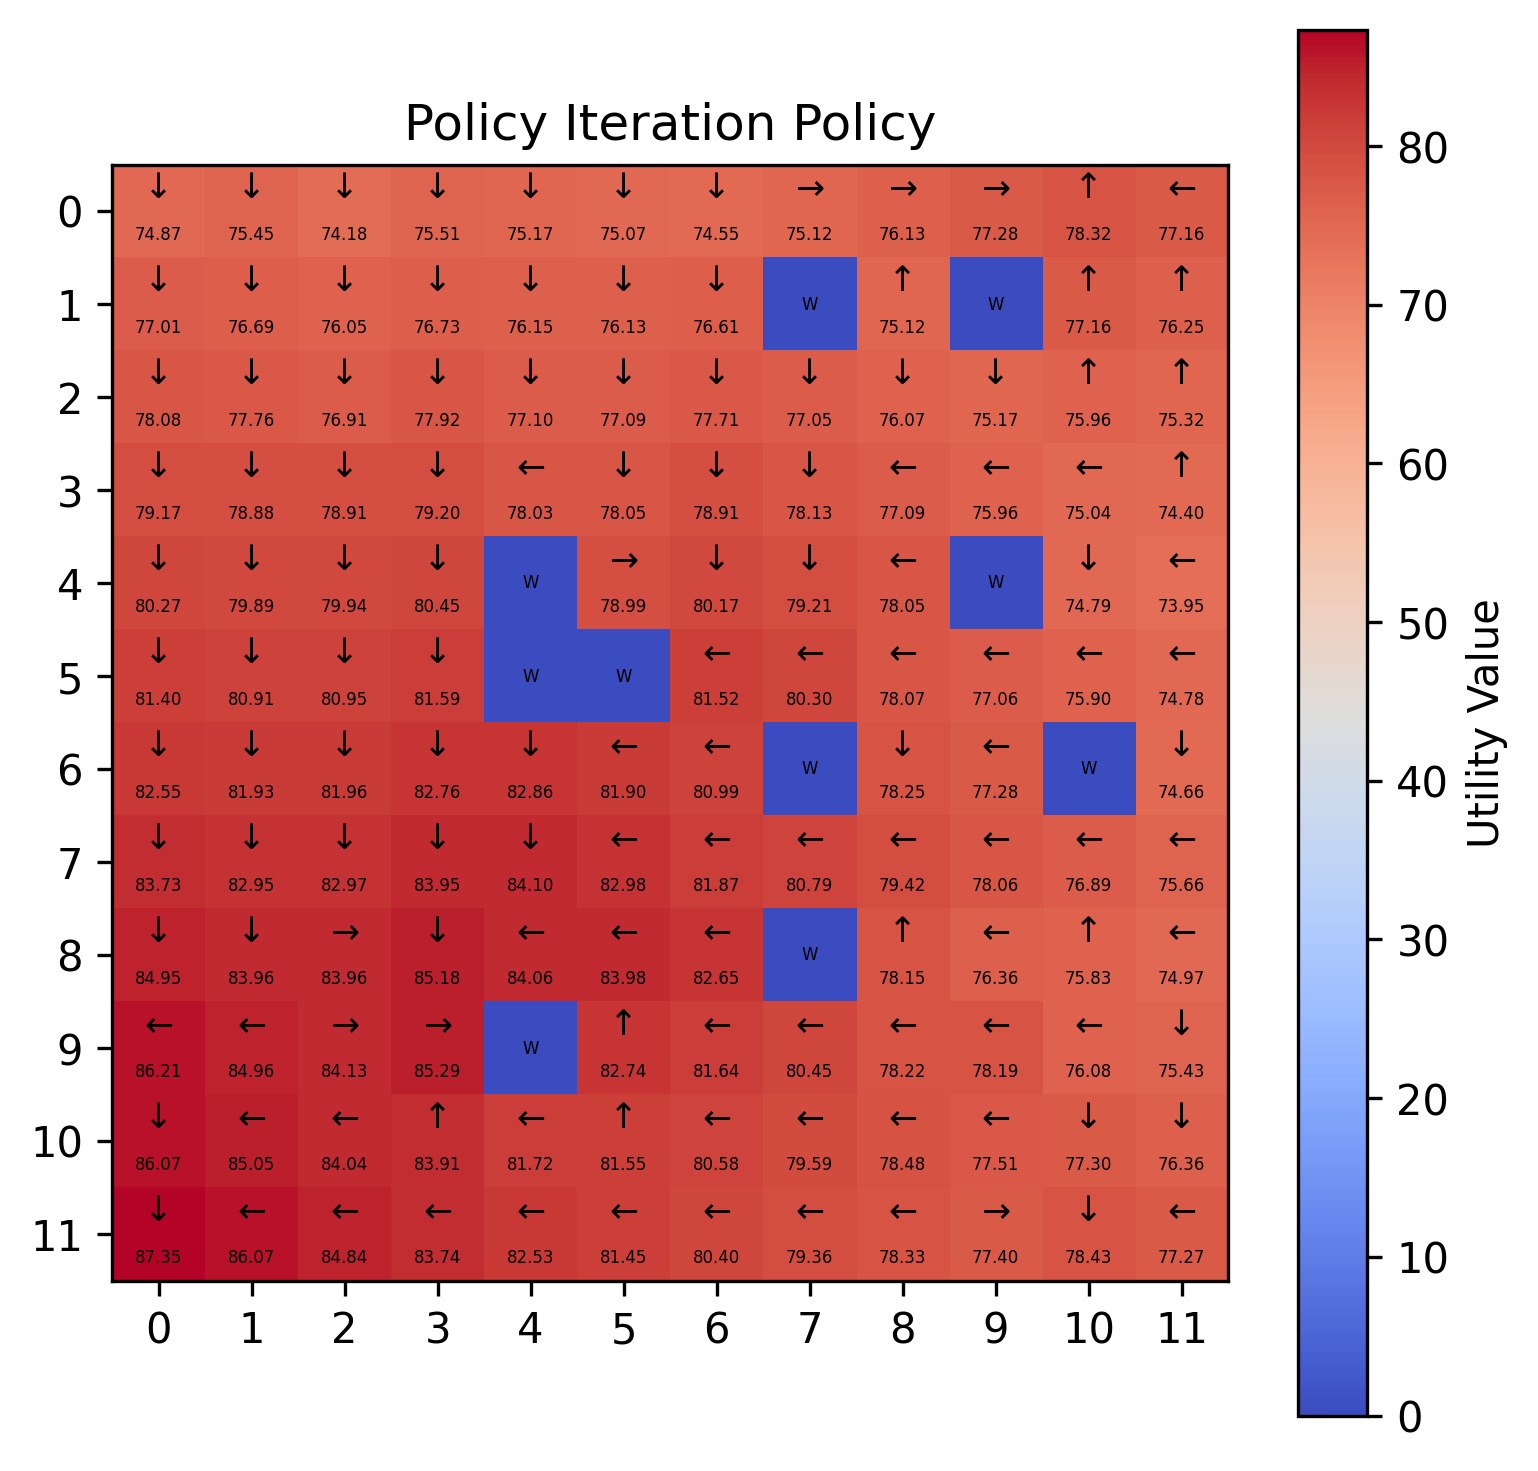 Policy Iteration Policy
↓ ↓ ↓ ↓ ↓ ↓ ↓ → → → ↑ ←
0 74.87 75.45 74.18 75.51 75.17 75.07 74.55 75.12 76.13 77.28 78.32 77.16
↓ ↓ ↓ ↓ ↓ ↓ ↓ ↑ ↑ ↑
1 77.01 76.69 76.05 76.73 76.15 76.13 76.61 W 75.12 W 77.16 76.25
↓ ↓ ↓ ↓ ↓ ↓ ↓ ↓ ↓ ↓ ↑ ↑
2 78.08 77.76 76.91 77.92 77.10 77.09 77.71 77.05 76.07 75.17 75.96 75.32
↓ ↓ ↓ ↓ ← ↓ ↓ ↓ ← ← ← ↑
3 79.17 78.88 78.91 79.20 78.03 78.05 78.91 78.13 77.09 75.96 75.04 74.40
↓ ↓ ↓ ↓ → ↓ ↓ ← ↓ ←
4 80.27 79.89 79.94 80.45 W 78.99 80.17 79.21 78.05 W 74.79 73.95
↓ ↓ ↓ ↓ ← ← ← ← ← ←
5 81.40 80.91 80.95 81.59 W W 81.52 80.30 78.07 77.06 75.90 74.78
↓ ↓ ↓ ↓ ↓ ← ← ↓ ← ↓
6 82.55 81.93 81.96 82.76 82.86 81.90 80.99 W 78.25 77.28 W 74.66
↓ ↓ ↓ ↓ ↓ ← ← ← ← ← ← ←
7 83.73 82.95 82.97 83.95 84.10 82.98 81.87 80.79 79.42 78.06 76.89 75.66
↓ ↓ → ↓ ← ← ← ↑ ← ↑ ←
8 84.95 83.96 83.96 85.18 84.06 83.98 82.65 W 78.15 76.36 75.83 74.97
← ← → → ↑ ← ← ← ← ← ↓
9 86.21 84.96 84.13 85.29 W 82.74 81.64 80.45 78.22 78.19 76.08 75.43
↓ ← ← ↑ ← ↑ ← ← ← ← ↓ ↓
10 86.07 85.05 84.04 83.91 81.72 81.55 80.58 79.59 78.48 77.51 77.30 76.36
↓ ← ← ← ← ← ← ← ← → ↓ ←
11 87.35 86.07 84.84 83.74 82.53 81.45 80.40 79.36 78.33 77.40 78.43 77.27
0 1 2 3 4 5 6 7 8 9 10 11
80
70
60
50
40
30
20
10
0
Utility Value